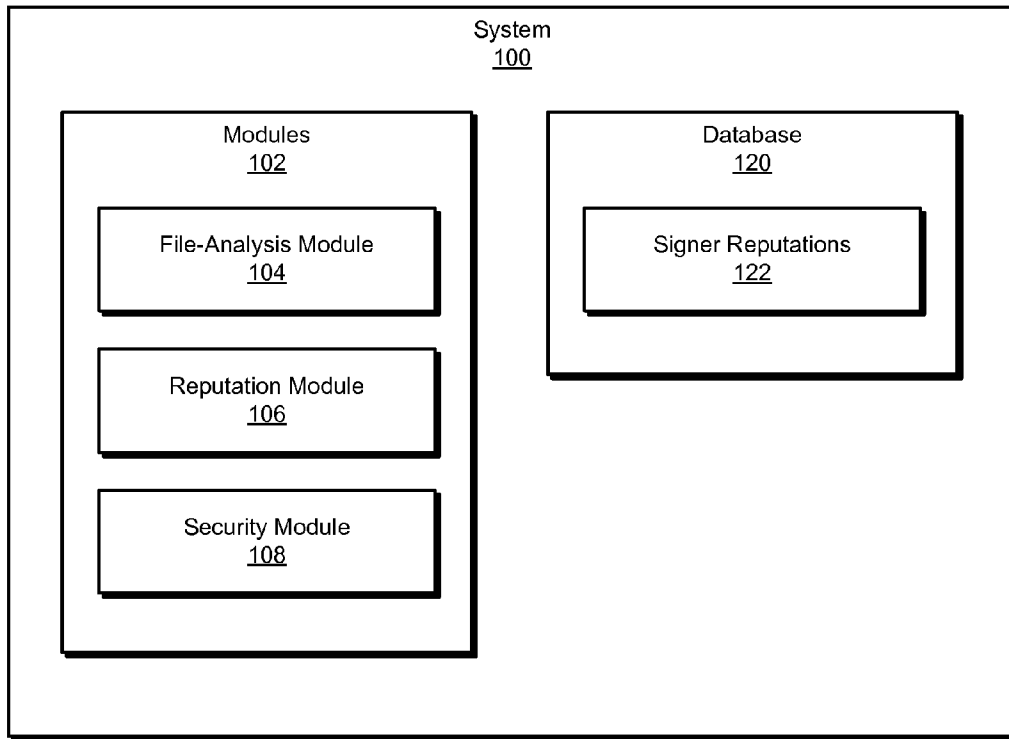 System
100
Modules
102
File-Analysis Module
104
Reputation Module
106
Security Module
108
Database
120
Signer Reputations
122